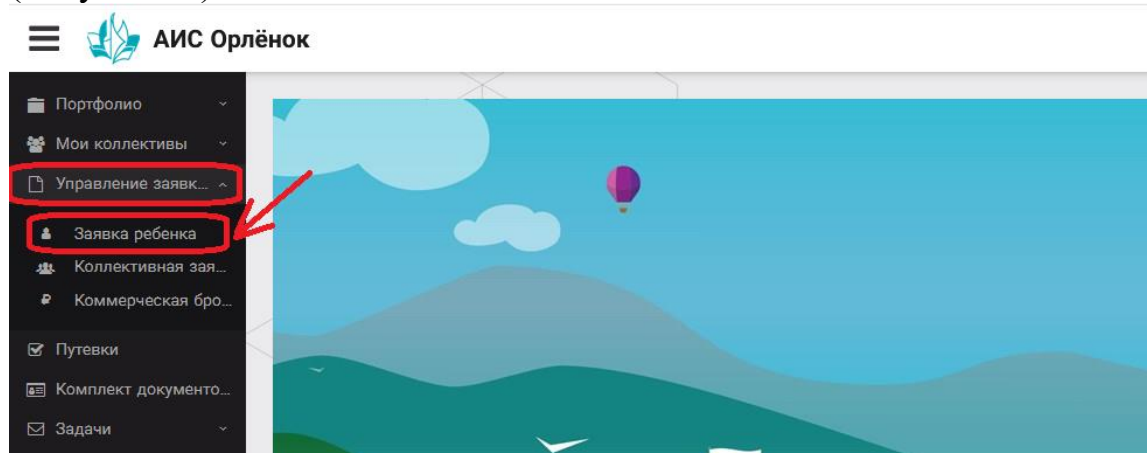 АИС Орлёнок
Портфолио
Мои коллективы
Управление заявк...
Заявка ребенка
Коллективная зая...
Коммерческая бро...
Путевки
Комплект документо...
Задачи